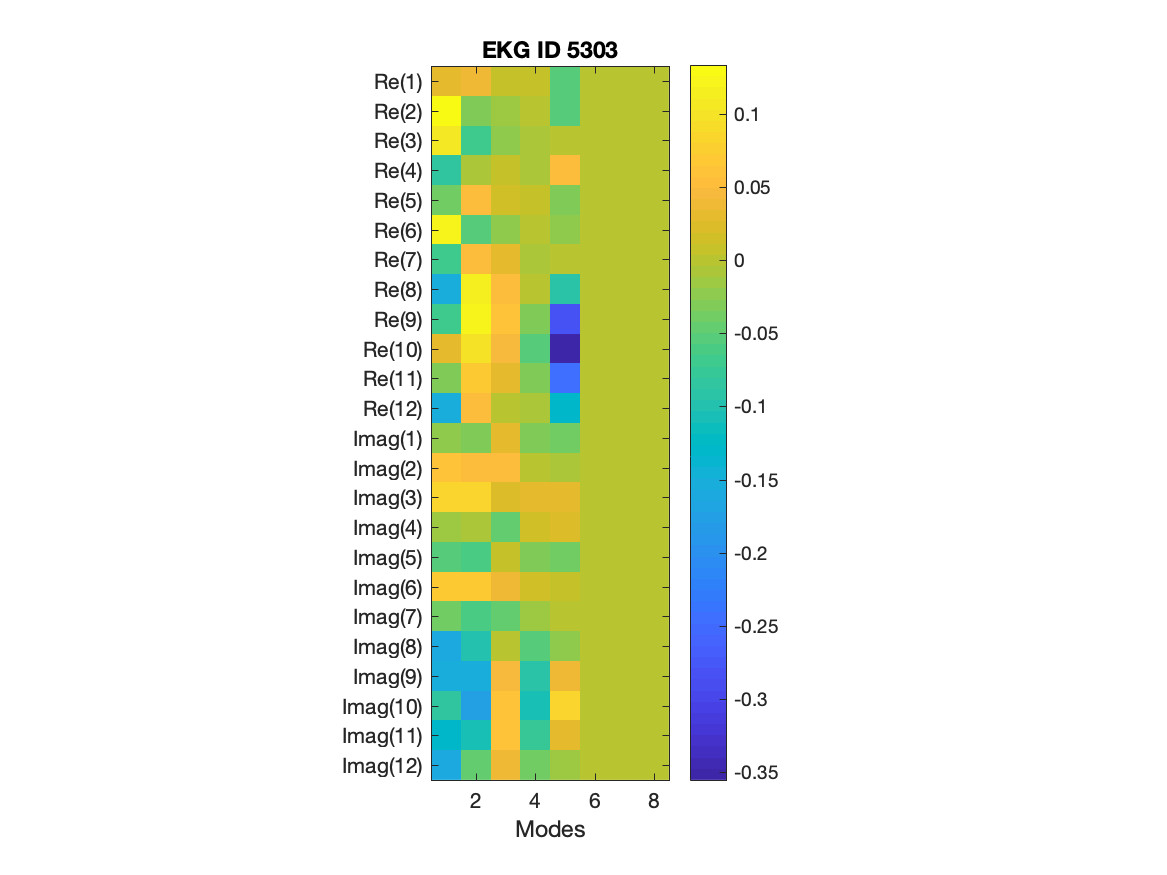 EKG ID 5303
Re(1)
Re(2)
Re(3)
Re(4)
Re(5)
Re(6)
Re(7)
Re(8)
Re(9)
Re(10)
Re(11)
Re(12)
Imag(1)
Imag(2)
Imag(3)
Imag(4)
Imag(5)
Imag(6)
Imag(7)
Imag(8)
Imag(9)
Imag(10)
Imag(11)
Imag(12)
2 4 6 8
Modes
0.1
0.05
0
-0.05
-0.1
-0.15
-0.2
-0.25
-0.3
-0.35